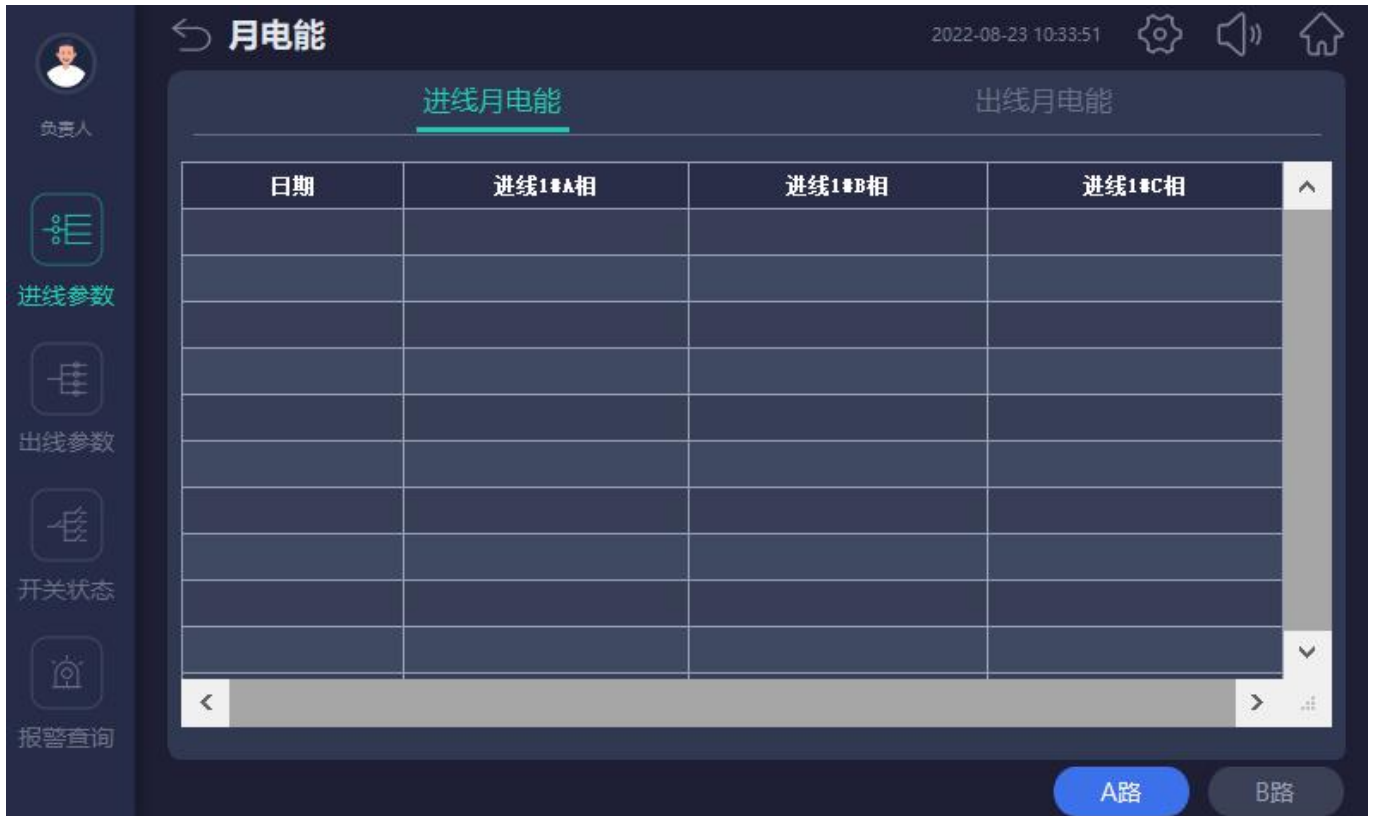 月电能
2022-08-23 10:33:51
负责人
进线月电能
出线月电能
日期
进线1#A相
进线1#B相
进线1#C相
进线参数
出线参数
开关状态
报警查询
A路
B路